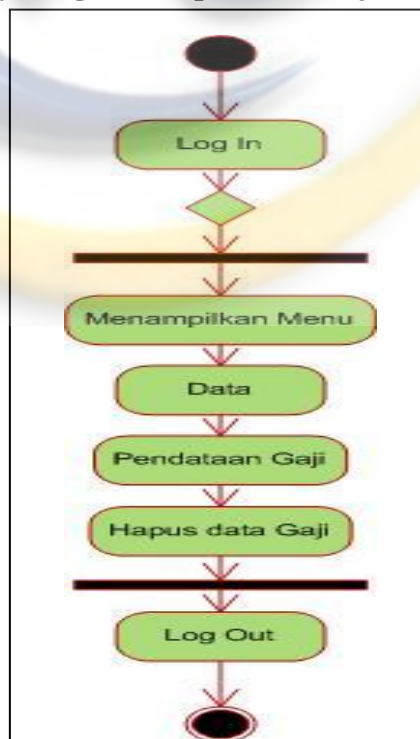 Log In
Menampilkan Menu
Data
Pendataan Gaji
Hapus data Gaji
Log Out